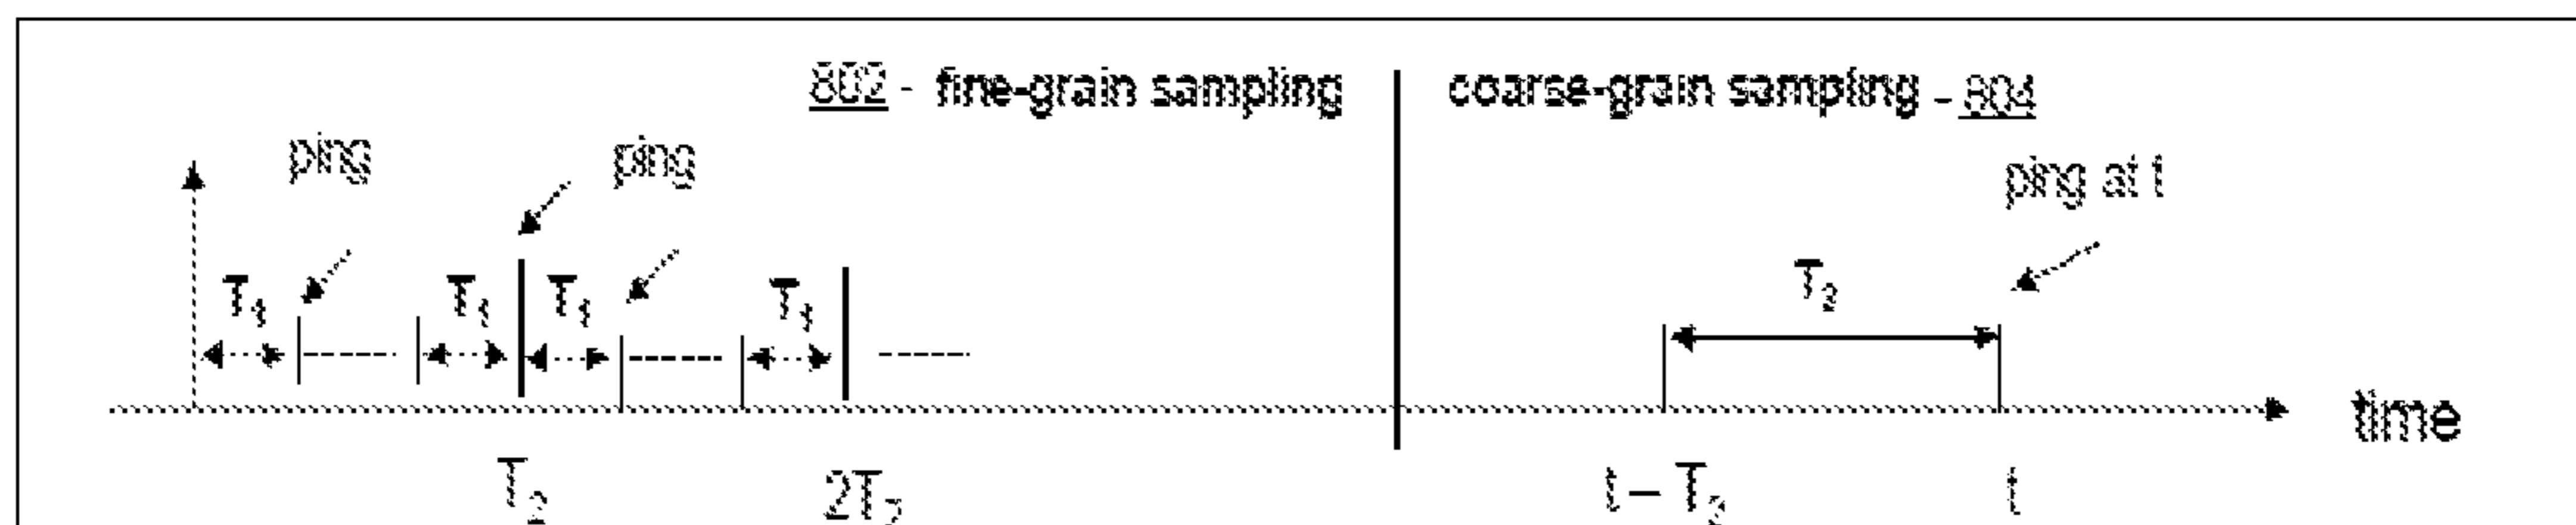 802 - fine-grain sampling
coarse-grain sampling - 804
ping
ping
ping at t
T₁
T₁
T₁
T₁
T₂
time
T₂
2T₂
t – T₂
t